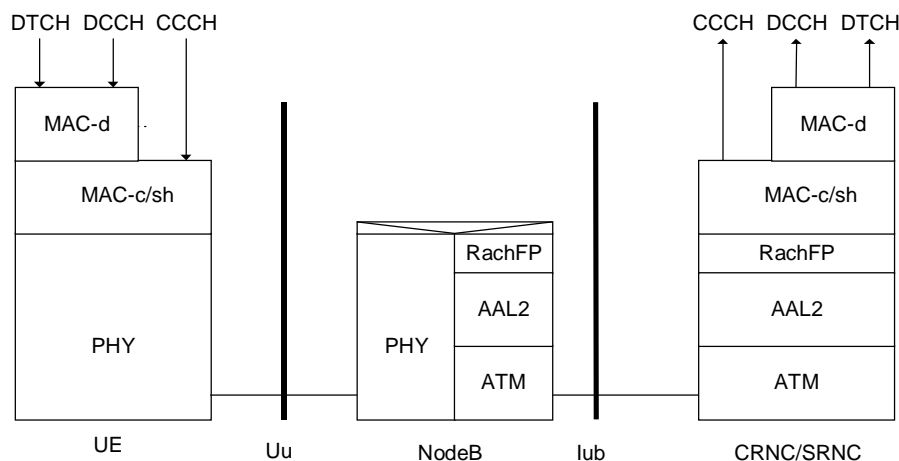 DTCH DCCH CCCH
CCCH DCCH DTCH
MAC-d
MAC-d
MAC-c/sh
MAC-c/sh
RachFP
RachFP
PHY
PHY
AAL2
AAL2
ATM
ATM
UE
Uu
NodeB
Iub
CRNC/SRNC